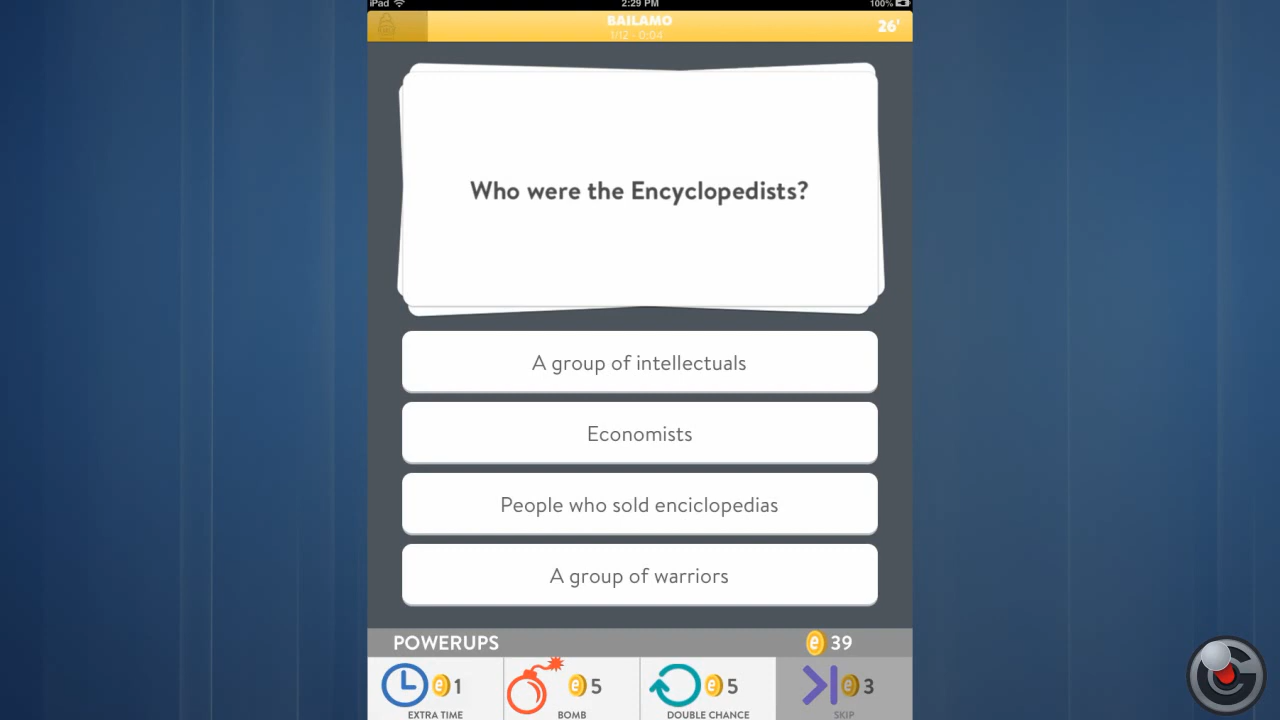 iPad 2:29 PM 100%
BAILAMO
1/12 - 0:04
26'
Who were the Encyclopedists?
A group of intellectuals
Economists
People who sold enciclopedias
A group of warriors
POWERUPS e 39
e 1 e 5 e 5 e 3
EXTRA TIME BOMB DOUBLE CHANCE SKIP